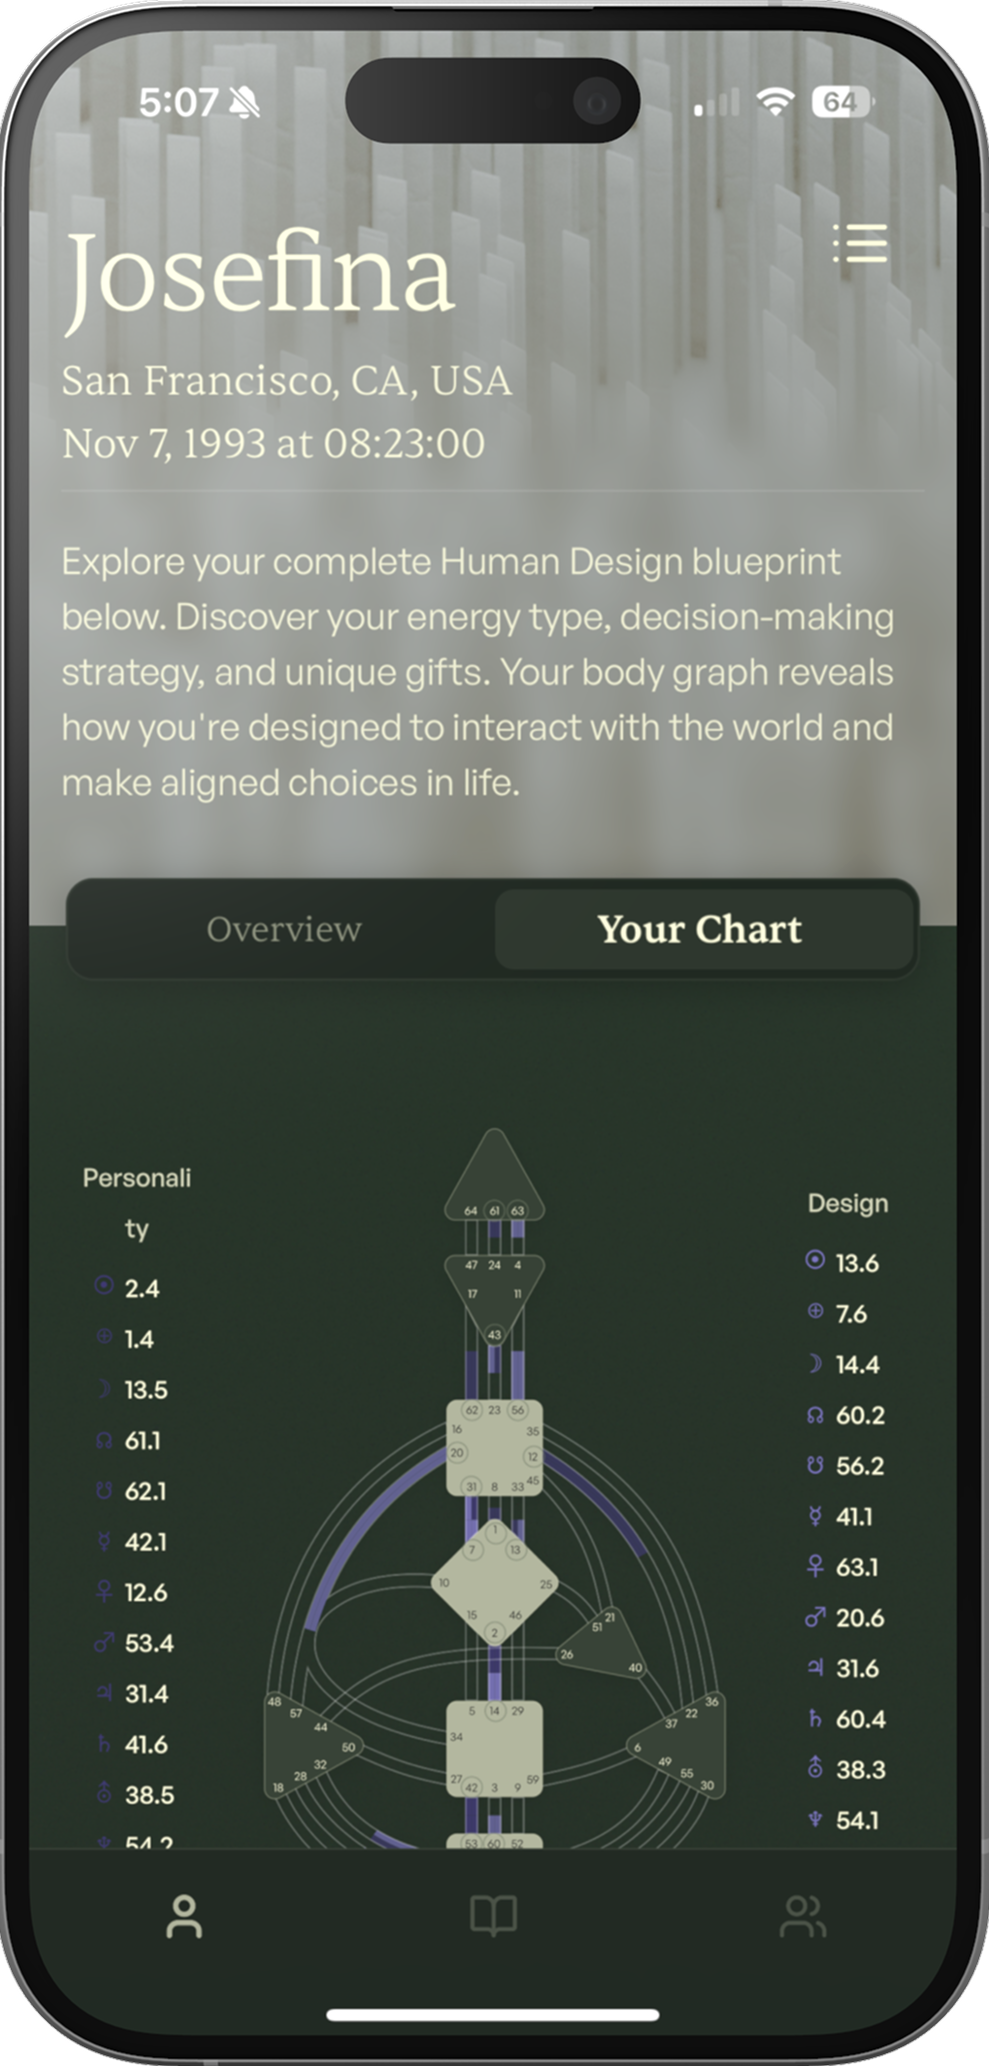 5:07
64
Josefina
San Francisco, CA, USA
Nov 7, 1993 at 08:23:00
Explore your complete Human Design blueprint
below. Discover your energy type, decision-making
strategy, and unique gifts. Your body graph reveals
how you're designed to interact with the world and
make aligned choices in life.
Overview
Your Chart
Personali
ty
2.4
1.4
13.5
61.1
62.1
42.1
12.6
53.4
31.4
41.6
38.5
54.2
64 61 63
47 24 4
17 11
43
62 23 56
16 35
20 12
45
31 8 33
1
7 13
10 25
15 46
2
21
51
26
40
48
57
44
50
32
28
18
5 14 29
34
27 59
42 3 9
36
22
37
6
49
55
30
53 60 52
Design
13.6
7.6
14.4
60.2
56.2
41.1
63.1
20.6
31.6
60.4
38.3
54.1